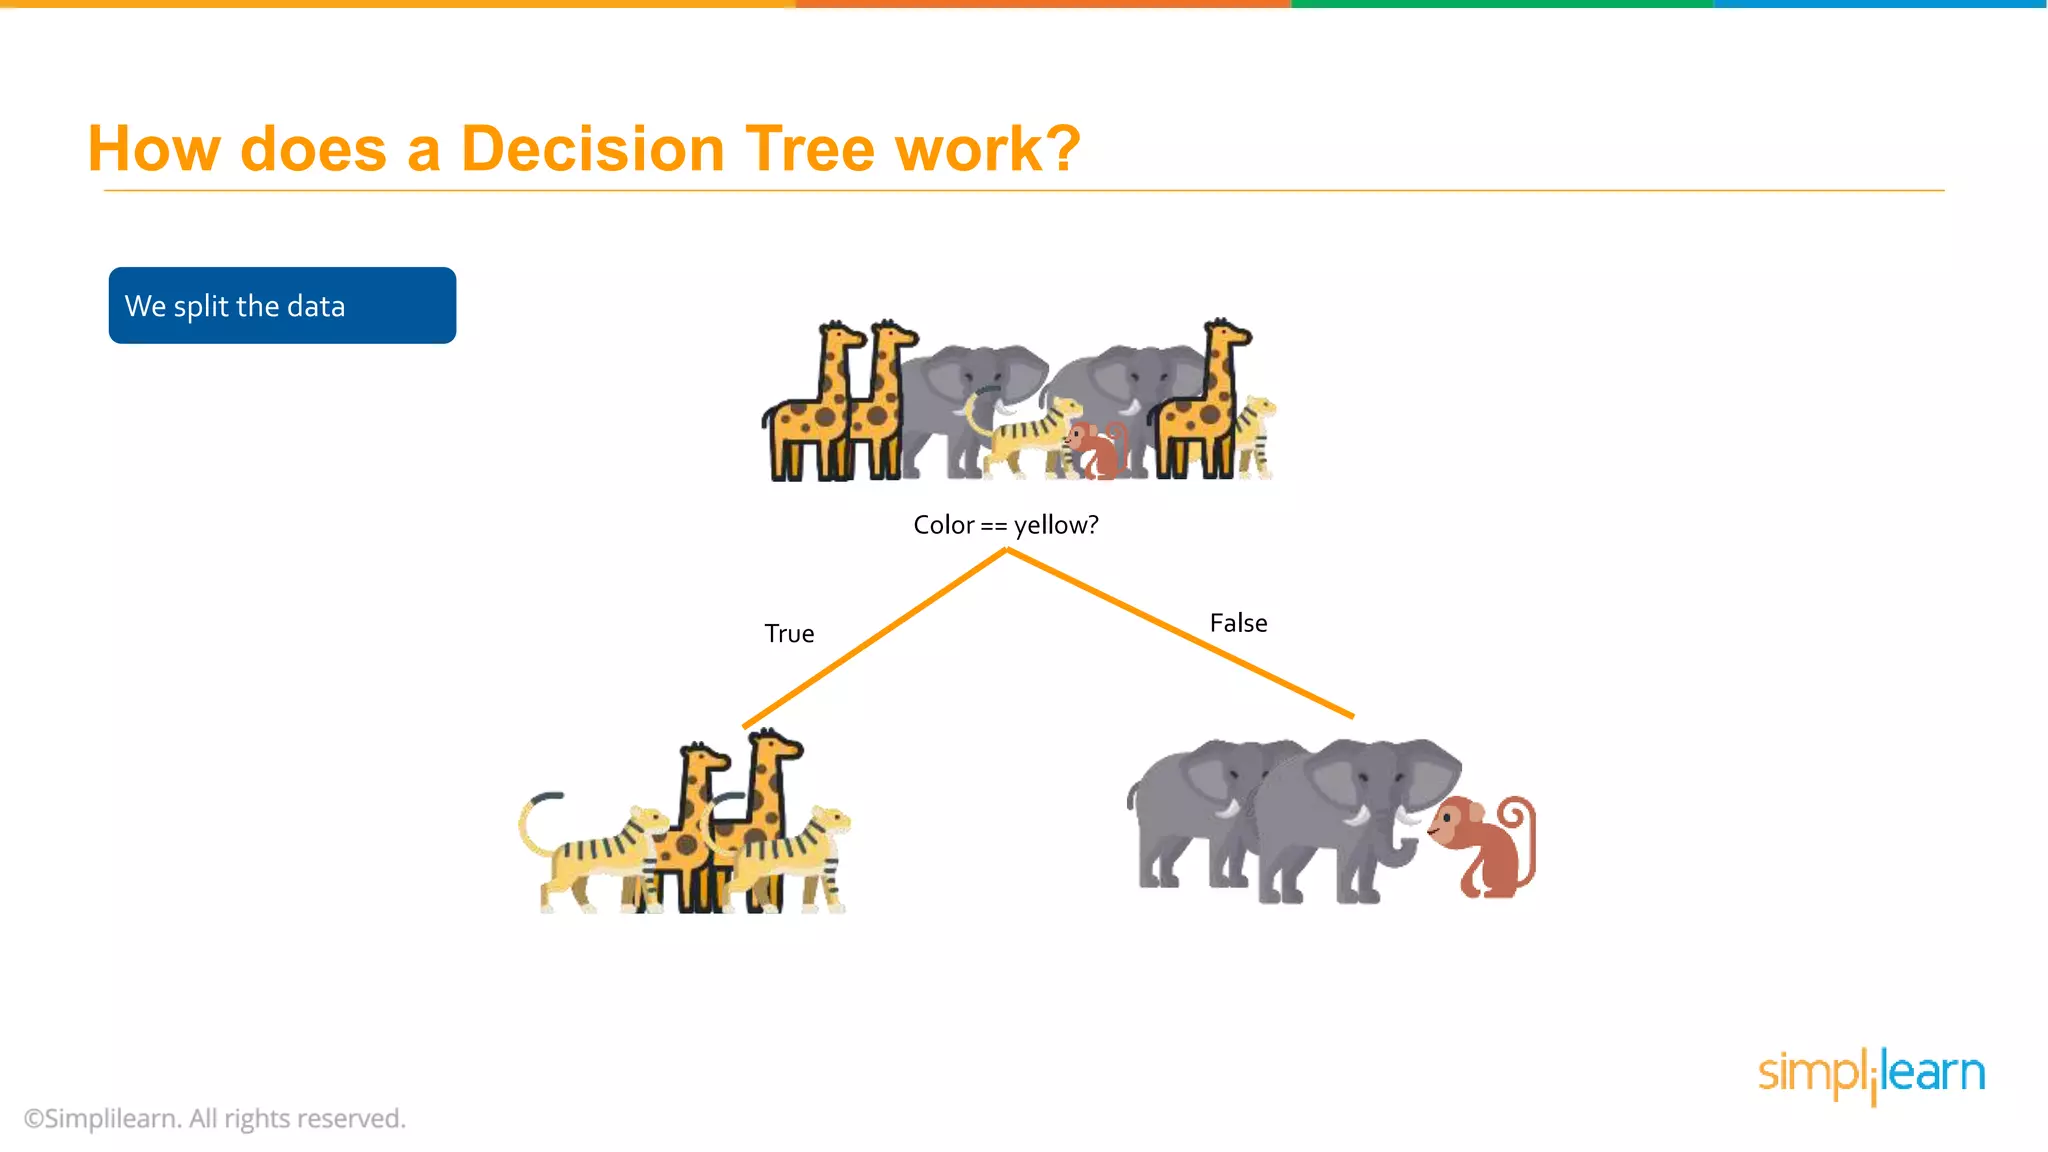 How does a Decision Tree work?
We split the data
Color == yellow?
True
False
simplilearn
©Simplilearn. All rights reserved.